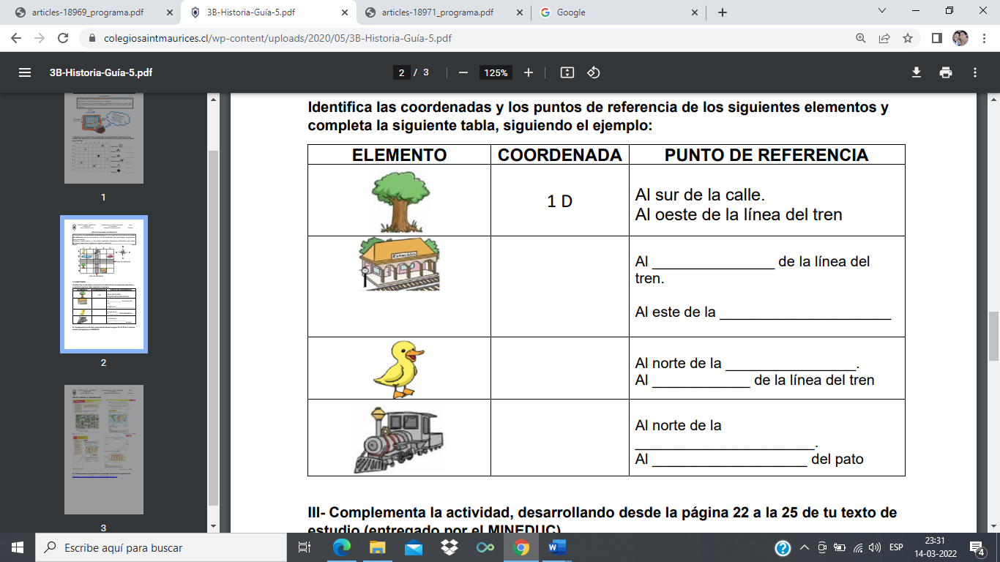 articles-18969_programa.pdf
3B-Historia-Guía-5.pdf
articles-18971_programa.pdf
Google
colegiosaintmaurices.cl/wp-content/uploads/2020/05/3B-Historia-Guía-5.pdf
3B-Historia-Guía-5.pdf
2 / 3
125%
1
2
3
Identifica las coordenadas y los puntos de referencia de los siguientes elementos y
completa la siguiente tabla, siguiendo el ejemplo:
ELEMENTO COORDENADA PUNTO DE REFERENCIA
1 D
Al sur de la calle.
Al oeste de la línea del tren
Estación
Al _______________ de la línea del
tren.
Al este de la _____________________
Al norte de la ________________.
Al ____________ de la línea del tren
Al norte de la
______________________.
Al ___________________ del pato
III- Complementa la actividad, desarrollando desde la página 22 a la 25 de tu texto de
estudio (entregado por el MINEDUC)
Escribe aquí para buscar
ESP
23:31
14-03-2022
4